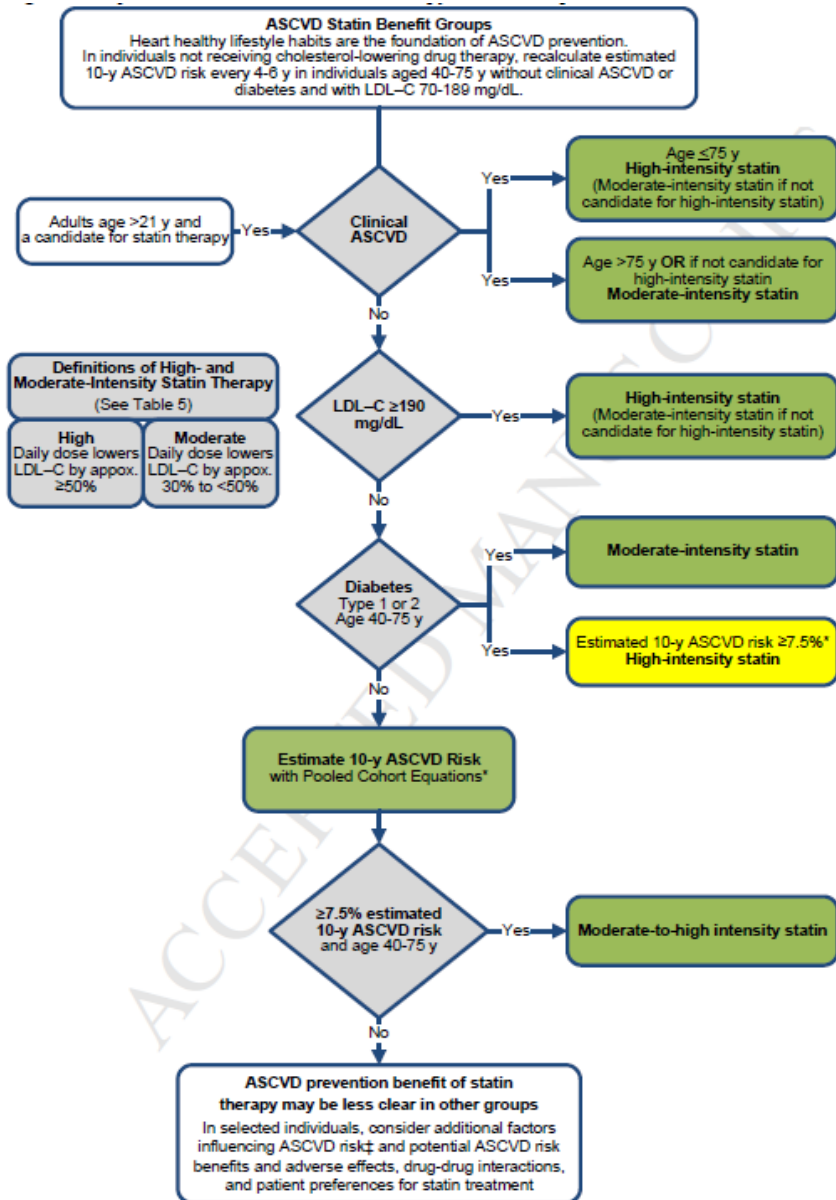 ASCVD Statin Benefit Groups
Heart healthy lifestyle habits are the foundation of ASCVD prevention.
In individuals not receiving cholesterol-lowering drug therapy, recalculate estimated
10-y ASCVD risk every 4-6 y in individuals aged 40-75 y without clinical ASCVD or
diabetes and with LDL–C 70-189 mg/dL.
Adults age >21 y and
a candidate for statin therapy
Yes
Clinical
ASCVD
Yes
Age ≤75 y
High-intensity statin
(Moderate-intensity statin if not
candidate for high-intensity statin)
Yes
Age >75 y OR if not candidate for
high-intensity statin
Moderate-intensity statin
No
Definitions of High- and
Moderate-Intensity Statin Therapy
(See Table 5)
High
Daily dose lowers
LDL–C by appox.
≥50%
Moderate
Daily dose lowers
LDL–C by appox.
30% to <50%
LDL–C ≥190
mg/dL
Yes
High-intensity statin
(Moderate-intensity statin if not
candidate for high-intensity statin)
No
Diabetes
Type 1 or 2
Age 40-75 y
Yes
Moderate-intensity statin
Yes
Estimated 10-y ASCVD risk ≥7.5%*
High-intensity statin
No
Estimate 10-y ASCVD Risk
with Pooled Cohort Equations*
≥7.5% estimated
10-y ASCVD risk
and age 40-75 y
Yes
Moderate-to-high intensity statin
No
ASCVD prevention benefit of statin
therapy may be less clear in other groups
In selected individuals, consider additional factors
influencing ASCVD risk‡ and potential ASCVD risk
benefits and adverse effects, drug-drug interactions,
and patient preferences for statin treatment